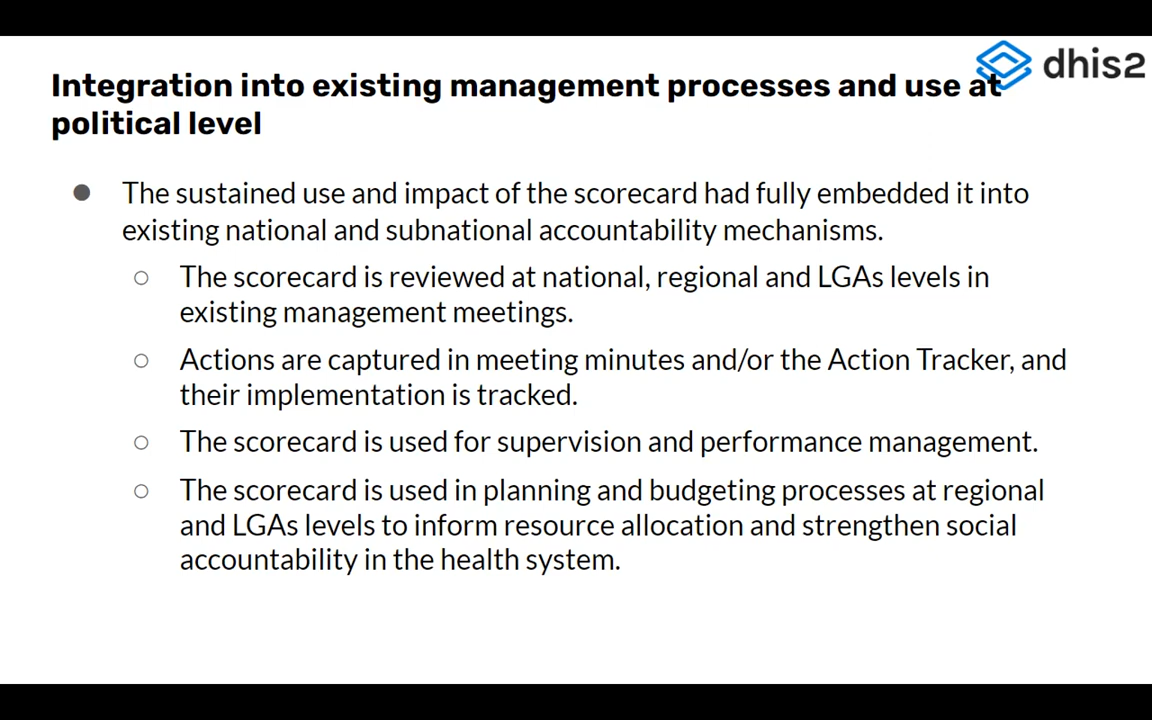 dhis2
Integration into existing management processes and use at
political level
● The sustained use and impact of the scorecard had fully embedded it into
existing national and subnational accountability mechanisms.
○ The scorecard is reviewed at national, regional and LGAs levels in
existing management meetings.
○ Actions are captured in meeting minutes and/or the Action Tracker, and
their implementation is tracked.
○ The scorecard is used for supervision and performance management.
○ The scorecard is used in planning and budgeting processes at regional
and LGAs levels to inform resource allocation and strengthen social
accountability in the health system.